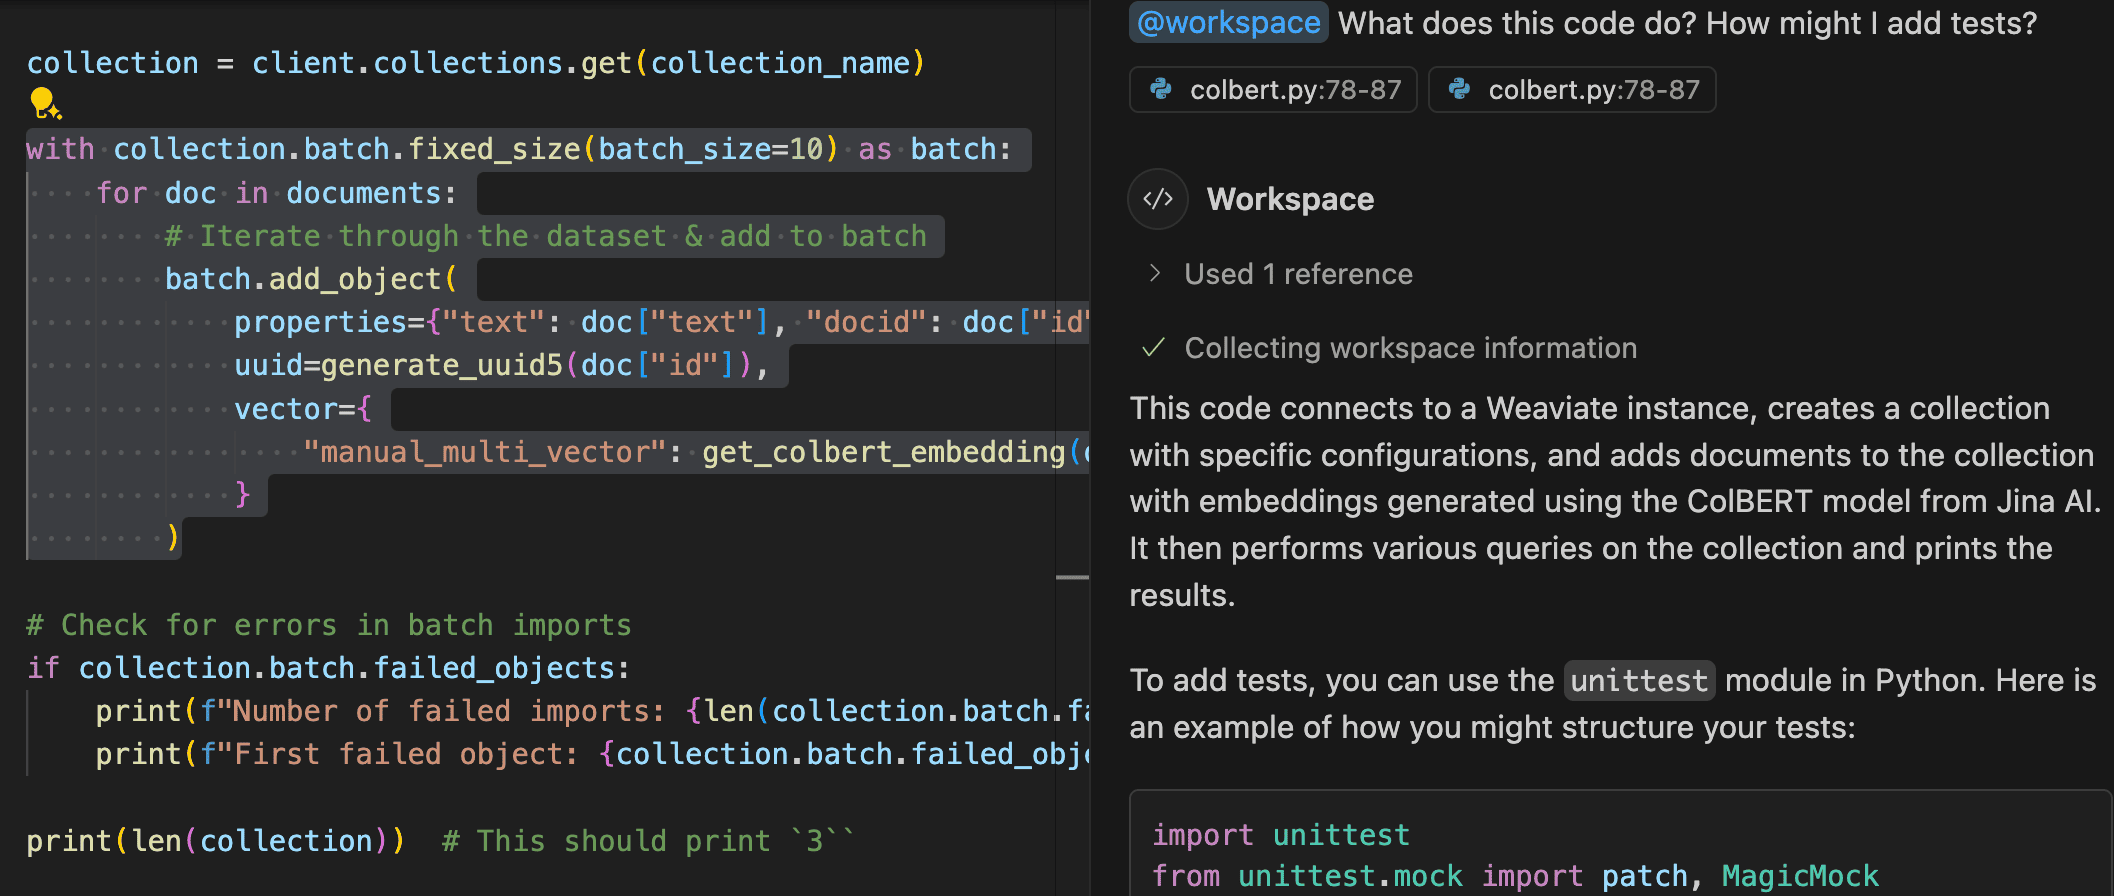 collection = client.collections.get(collection_name)
with collection.batch.fixed_size(batch_size=10) as batch:
    for doc in documents:
        # Iterate through the dataset & add to batch
        batch.add_object(
            properties={"text": doc["text"], "docid": doc["id"
            uuid=generate_uuid5(doc["id"]),
            vector={
                "manual_multi_vector": get_colbert_embedding(
            }
        )
# Check for errors in batch imports
if collection.batch.failed_objects:
    print(f"Number of failed imports: {len(collection.batch.fa
    print(f"First failed object: {collection.batch.failed_obje
print(len(collection))  # This should print `3``
@workspace What does this code do? How might I add tests?
colbert.py:78-87 colbert.py:78-87
</> Workspace
> Used 1 reference
✓ Collecting workspace information
This code connects to a Weaviate instance, creates a collection
with specific configurations, and adds documents to the collection
with embeddings generated using the ColBERT model from Jina AI.
It then performs various queries on the collection and prints the
results.
To add tests, you can use the unittest module in Python. Here is
an example of how you might structure your tests:
import unittest
from unittest.mock import patch, MagicMock